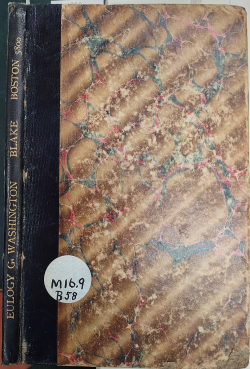 EULOGY G. WASHINGTON BLAKE BOSTON 1800
M16.9
B58